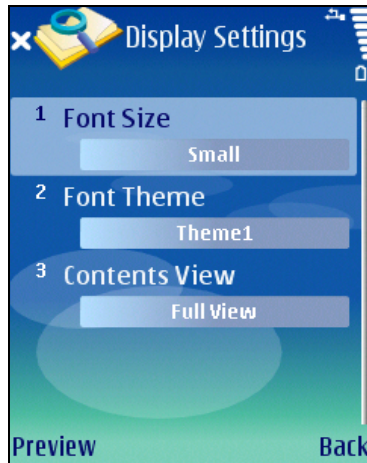 Display Settings
1 Font Size
Small
2 Font Theme
Theme1
3 Contents View
Full View
Preview Back